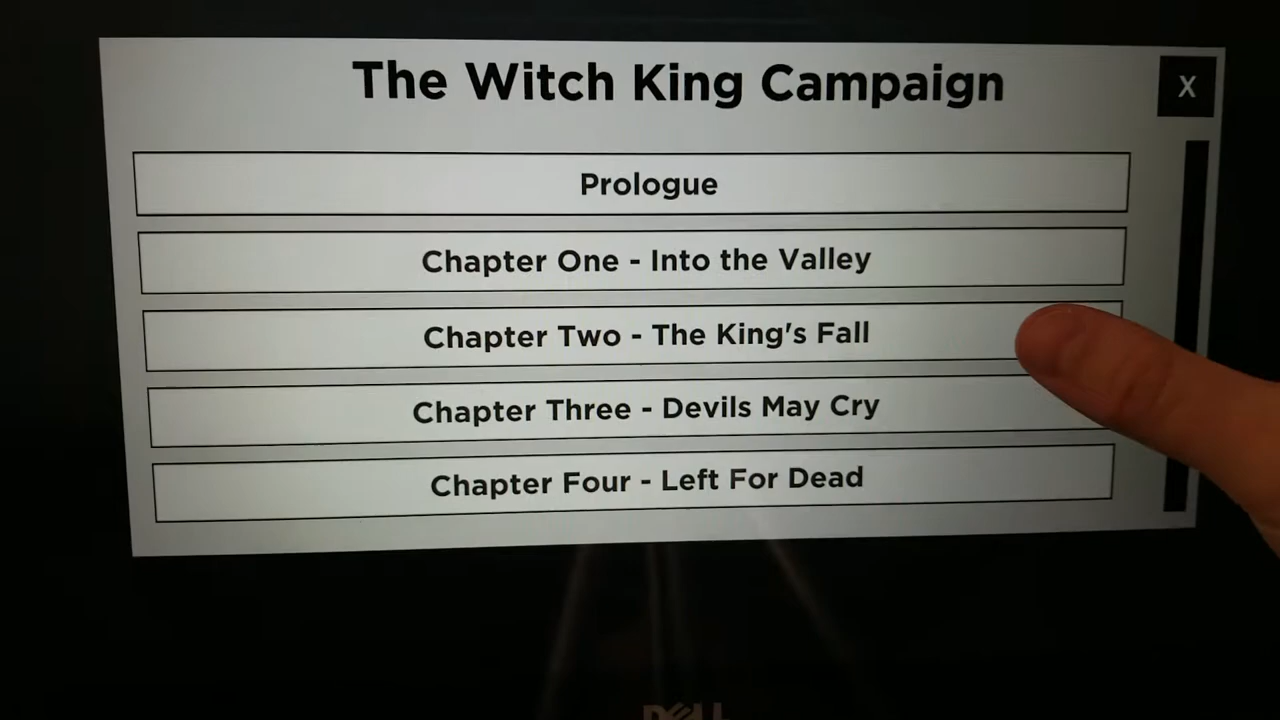 The Witch King Campaign
X
Prologue
Chapter One - Into the Valley
Chapter Two - The King's Fall
Chapter Three - Devils May Cry
Chapter Four - Left For Dead
DELL